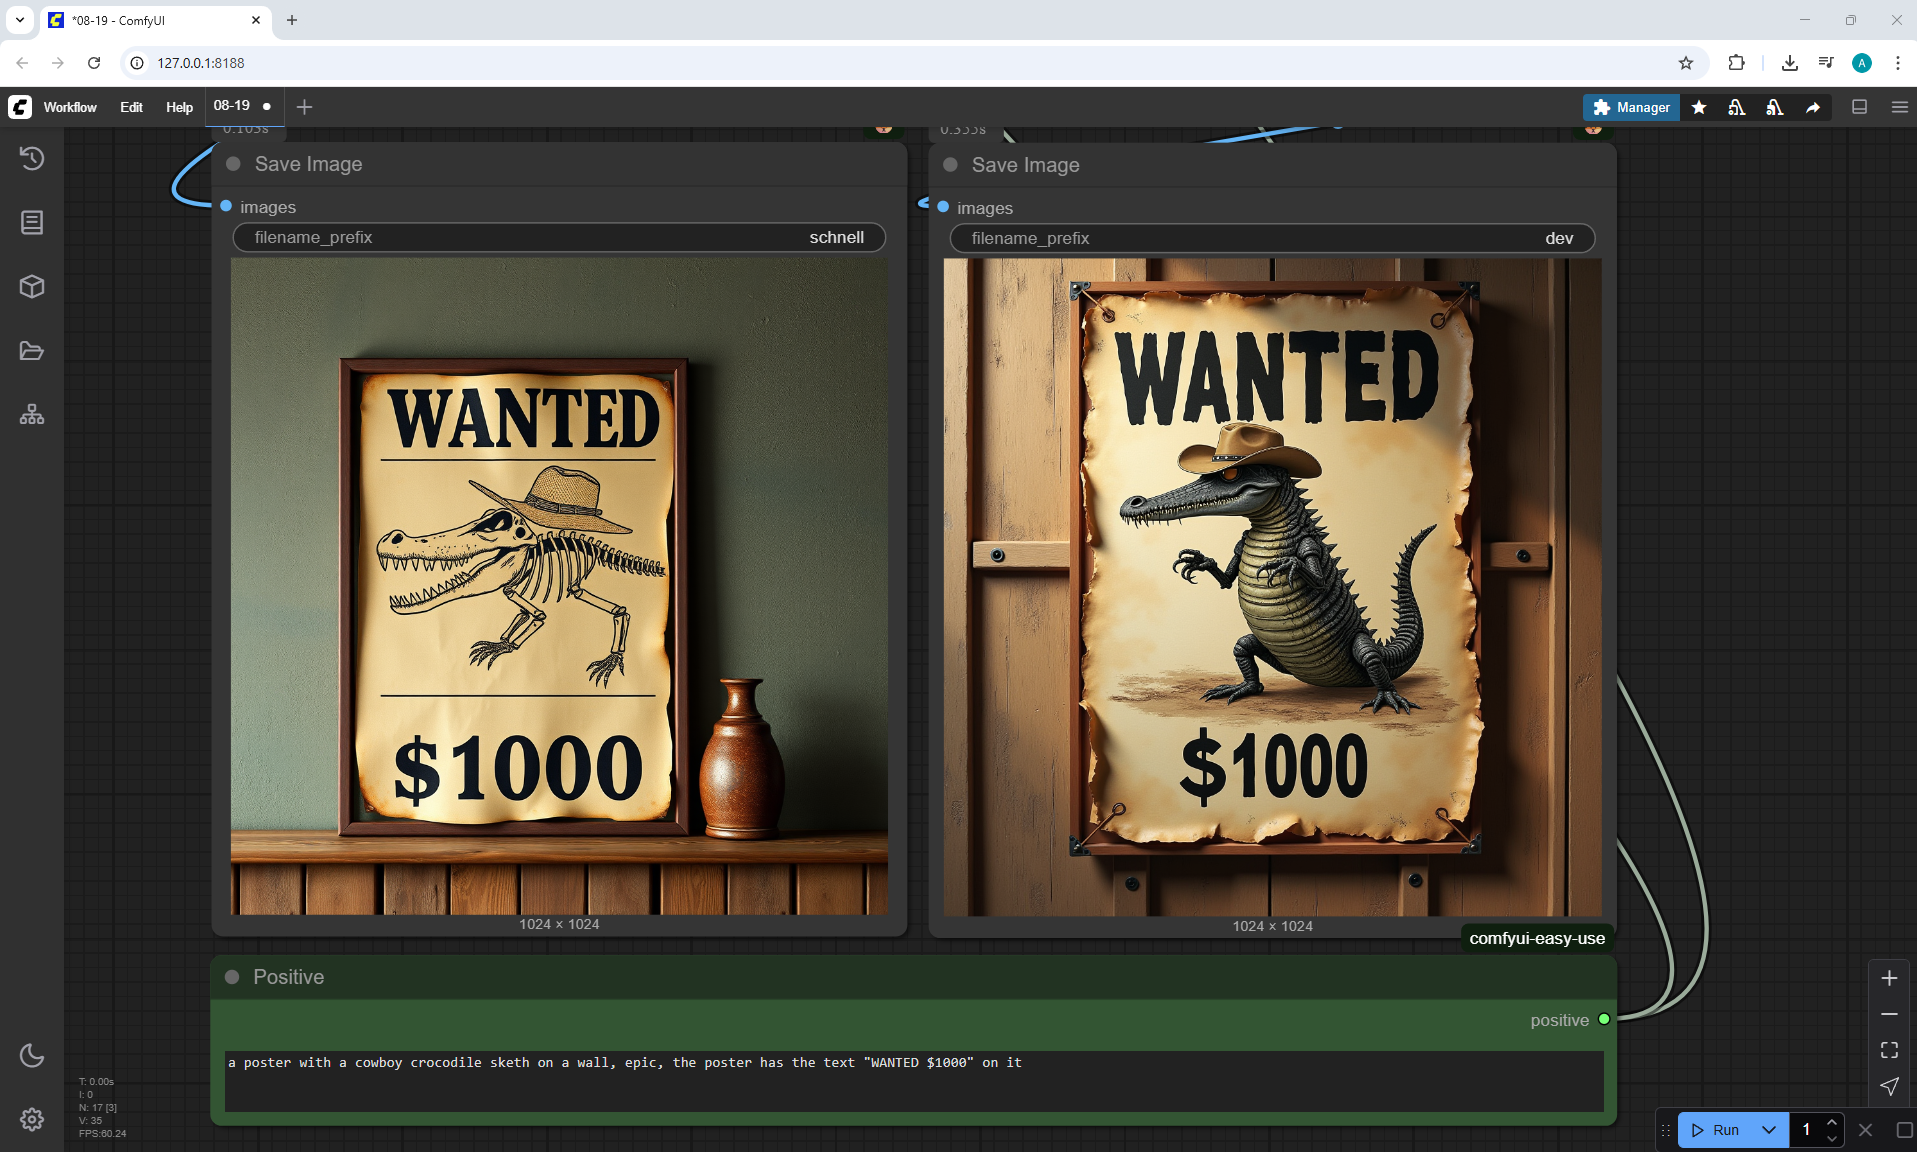 *08-19 - ComfyUI
127.0.0.1:8188
Workflow Edit Help 08-19
Manager
0.103s
0.333s
Save Image
Save Image
images
images
filename_prefix schnell
filename_prefix dev
WANTED
$1000
WANTED
$1000
1024 × 1024
1024 × 1024
comfyui-easy-use
Positive
positive
a poster with a cowboy crocodile sketh on a wall, epic, the poster has the text "WANTED $1000" on it
T: 0.00s
I: 0
N: 17 [3]
V: 35
FPS:60.24
Run 1
A